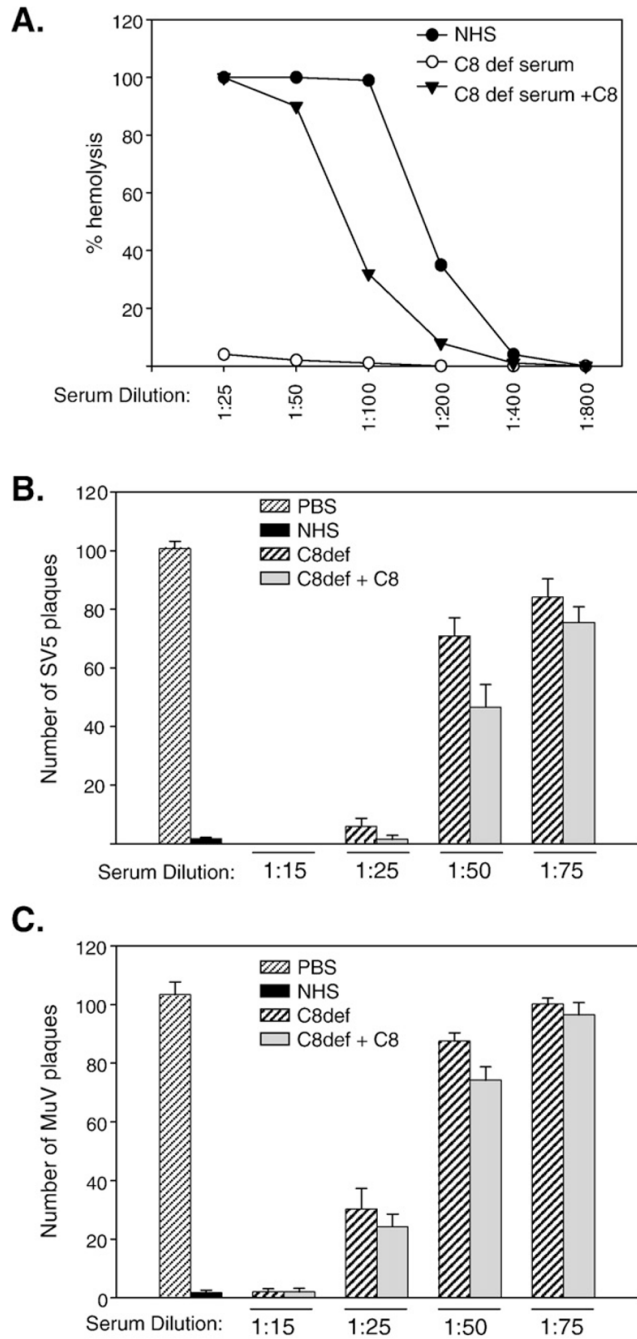 A.
120
100
80
60
40
20
% hemolysis
NHS
C8 def serum
C8 def serum +C8
Serum Dilution:
1:25
1:50
1:100
1:200
1:400
1:800
B.
120
100
80
60
40
20
Number of SV5 plaques
PBS
NHS
C8def
C8def + C8
Serum Dilution: 1:15 1:25 1:50 1:75
C.
120
100
80
60
40
20
0
Number of MuV plaques
PBS
NHS
C8def
C8def + C8
Serum Dilution: 1:15 1:25 1:50 1:75